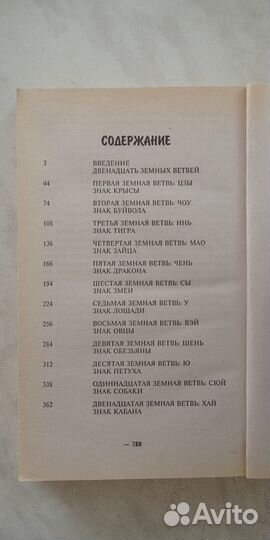 СОДЕРЖАНИЕ
3 ВВЕДЕНИЕ
ДВЕНАДЦАТЬ ЗЕМНЫХ ВЕТВЕЙ
44 ПЕРВАЯ ЗЕМНАЯ ВЕТВЬ: ЦЗЫ
ЗНАК КРЫСЫ
74 ВТОРАЯ ЗЕМНАЯ ВЕТВЬ: ЧОУ
ЗНАК БУЙВОЛА
108 ТРЕТЬЯ ЗЕМНАЯ ВЕТВЬ: ИНЬ
ЗНАК ТИГРА
136 ЧЕТВЕРТАЯ ЗЕМНАЯ ВЕТВЬ: МАО
ЗНАК ЗАЙЦА
166 ПЯТАЯ ЗЕМНАЯ ВЕТВЬ: ЧЕНЬ
ЗНАК ДРАКОНА
194 ШЕСТАЯ ЗЕМНАЯ ВЕТВЬ: СЫ
ЗНАК ЗМЕИ
224 СЕДЬМАЯ ЗЕМНАЯ ВЕТВЬ: У
ЗНАК ЛОШАДИ
256 ВОСЬМАЯ ЗЕМНАЯ ВЕТВЬ: ВЭЙ
ЗНАК ОВЦЫ
284 ДЕВЯТАЯ ЗЕМНАЯ ВЕТВЬ: ШЕНЬ
ЗНАК ОБЕЗЬЯНЫ
312 ДЕСЯТАЯ ЗЕМНАЯ ВЕТВЬ: Ю
ЗНАК ПЕТУХА
338 ОДИННАДЦАТАЯ ЗЕМНАЯ ВЕТВЬ: СЮЙ
ЗНАК СОБАКИ
362 ДВЕНАДЦАТАЯ ЗЕМНАЯ ВЕТВЬ: ХАЙ
ЗНАК КАБАНА
— 380
Avito